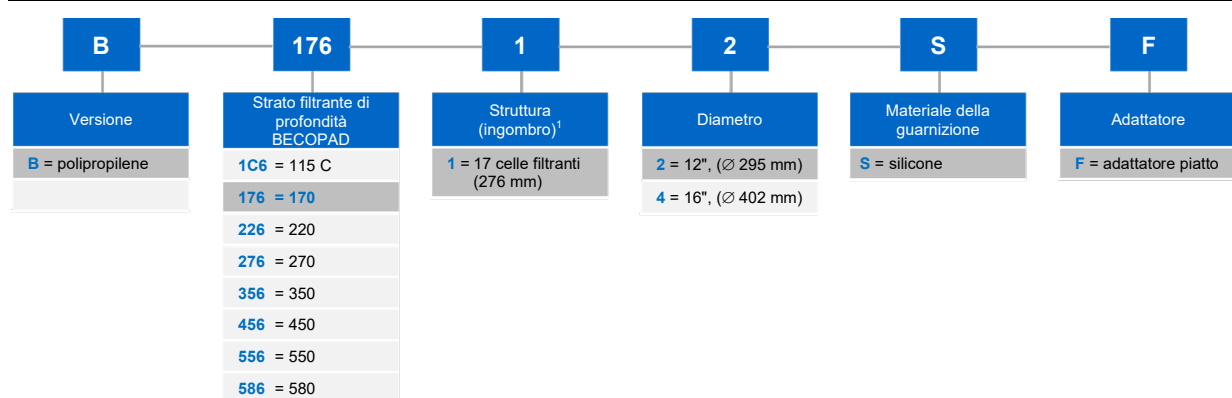 B 176 1 2 S F
Versione
Strato filtrante di
profondità
BECOPAD
Struttura
(ingombro)¹
Diametro
Materiale della
guarnizione
Adattatore
B = polipropilene
1C6 = 115 C
176 = 170
226 = 220
276 = 270
356 = 350
456 = 450
556 = 550
586 = 580
1 = 17 celle filtranti
(276 mm)
2 = 12", (∅ 295 mm)
4 = 16", (∅ 402 mm)
S = silicone
F = adattatore piatto